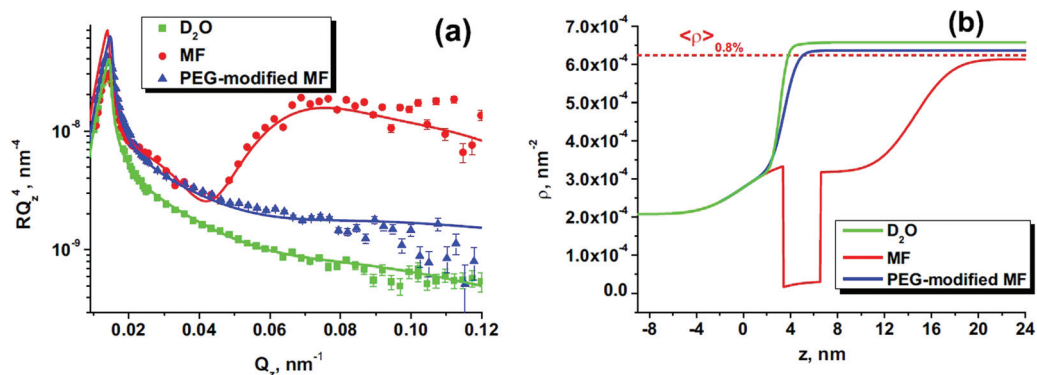 (a)
D₂O
MF
PEG-modified MF
RQ_z^4, nm⁻⁴
10⁻⁸
10⁻⁹
0.02 0.04 0.06 0.08 0.10 0.12
Q_z, nm⁻¹
(b)
<ρ>0.8%
ρ, nm⁻²
7.0x10⁻⁴
6.0x10⁻⁴
5.0x10⁻⁴
4.0x10⁻⁴
3.0x10⁻⁴
2.0x10⁻⁴
1.0x10⁻⁴
0.0
D₂O
MF
PEG-modified MF
-8 -4 0 4 8 12 16 20 24
z, nm